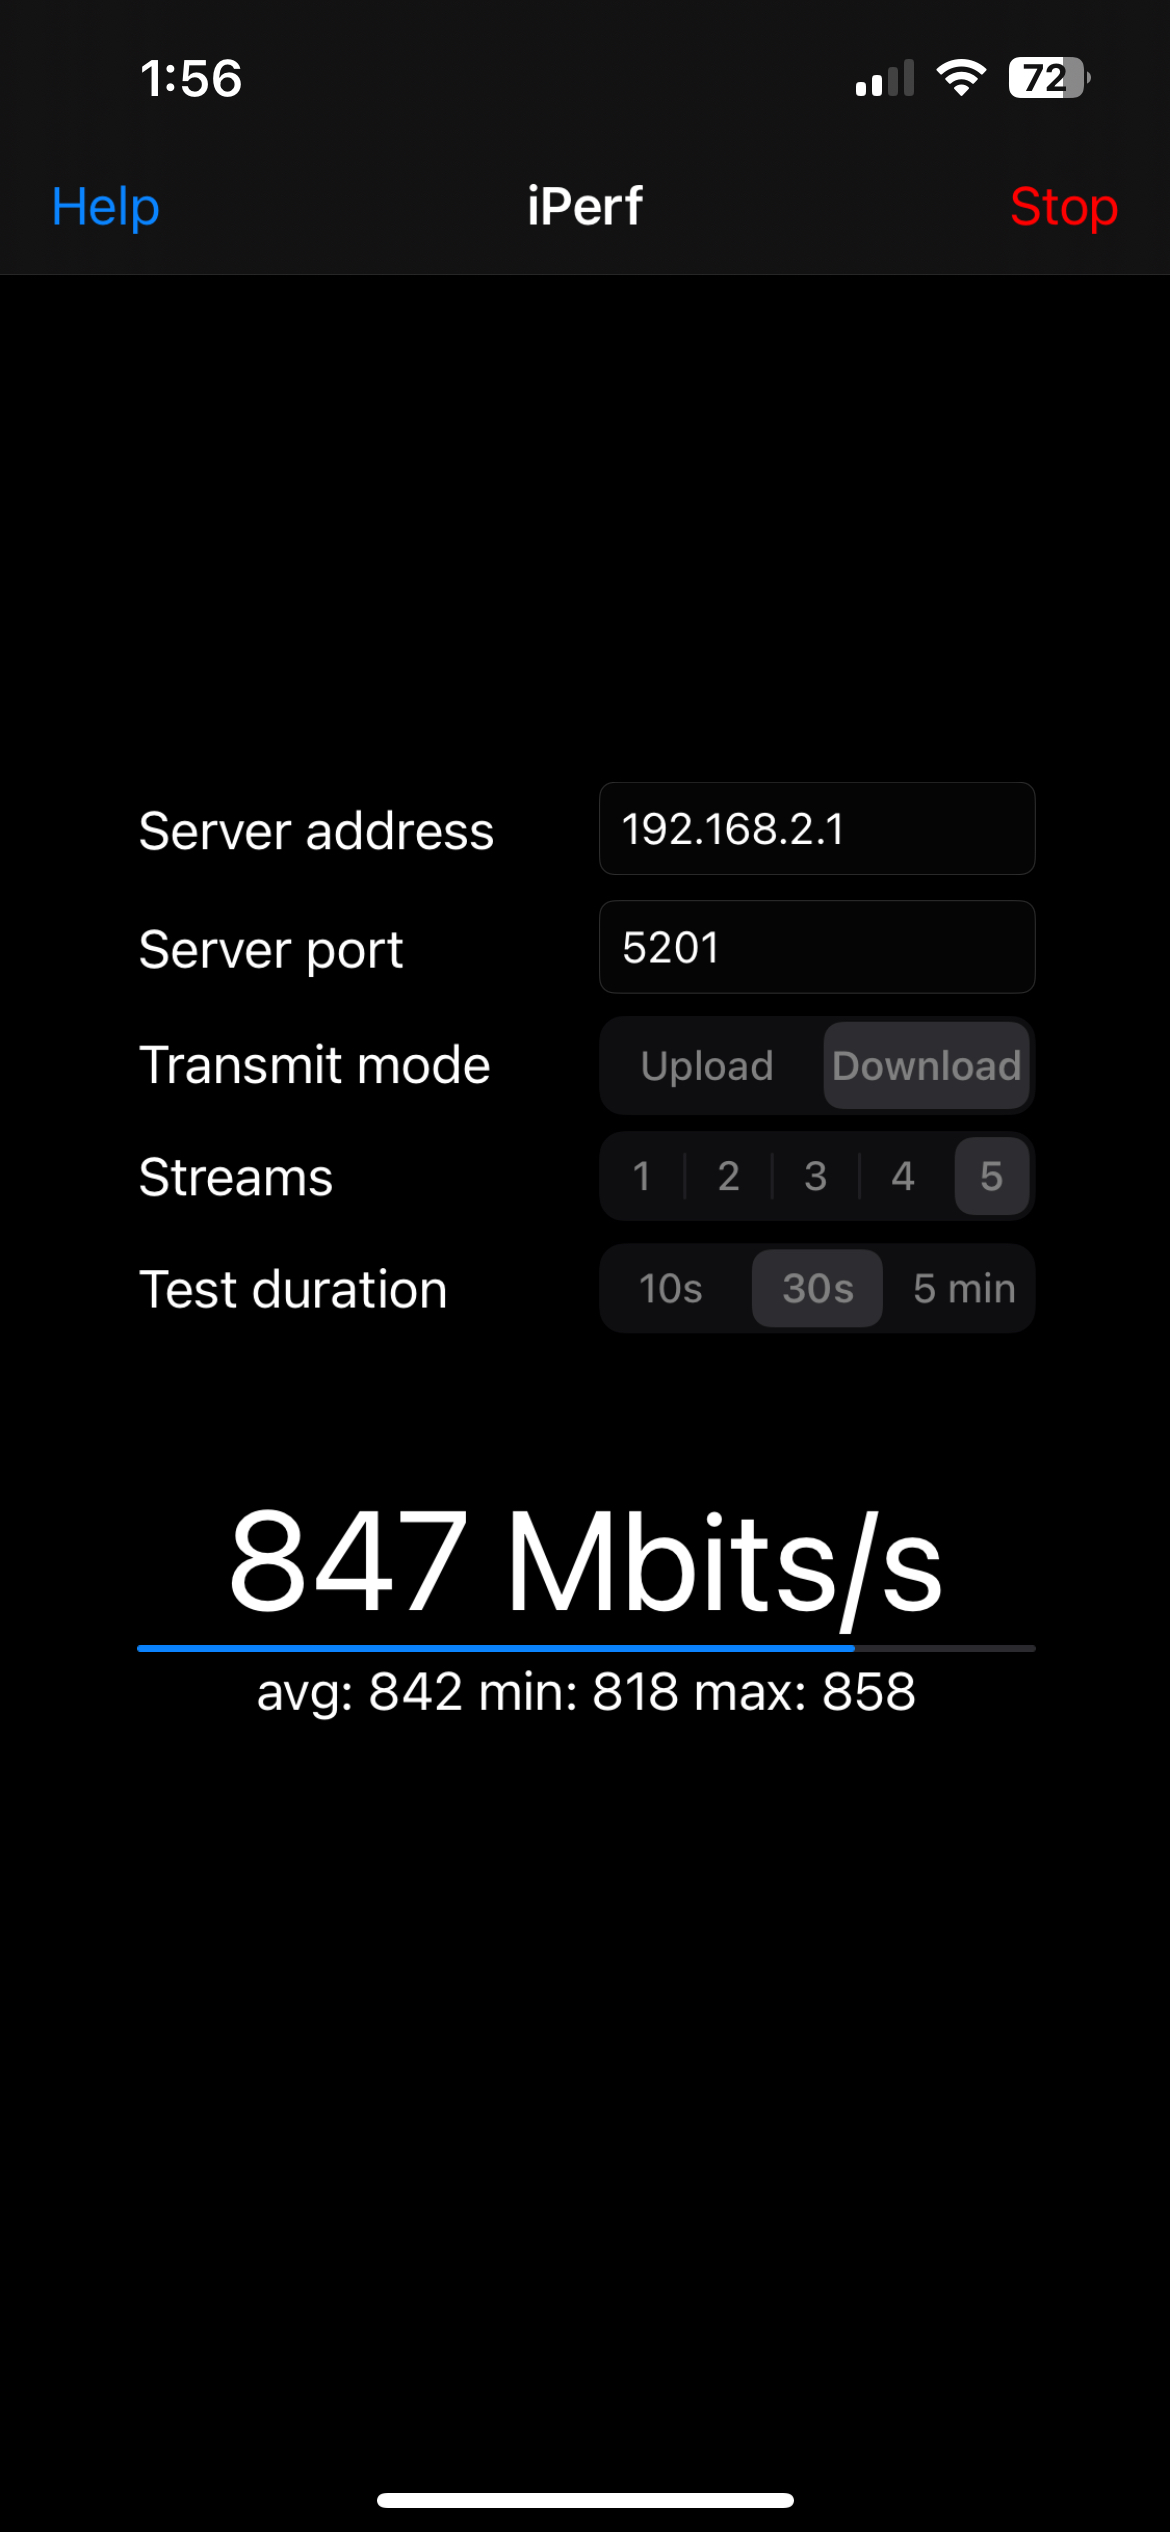 1:56 72
Help iPerf Stop
Server address 192.168.2.1
Server port 5201
Transmit mode Upload Download
Streams 1 2 3 4 5
Test duration 10s 30s 5 min
847 Mbits/s
avg: 842 min: 818 max: 858